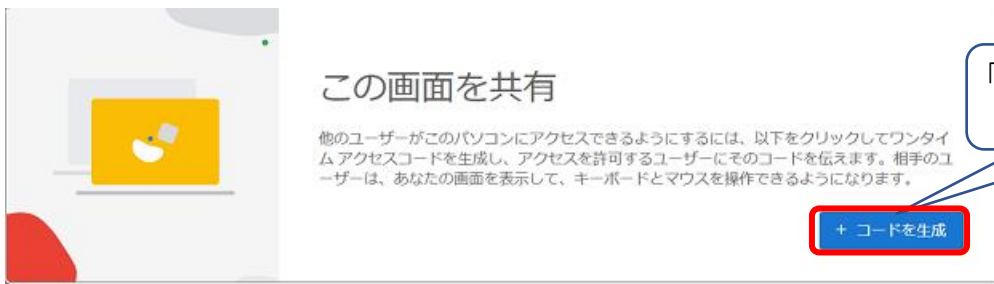 この画面を共有
「
他のユーザーがこのパソコンにアクセスできるようにするには、以下をクリックしてワンタイ
ム アクセスコードを生成し、アクセスを許可するユーザーにそのコードを伝えます。相手のユ
ーザーは、あなたの画面を表示して、キーボードとマウスを操作できるようになります。
+ コードを生成